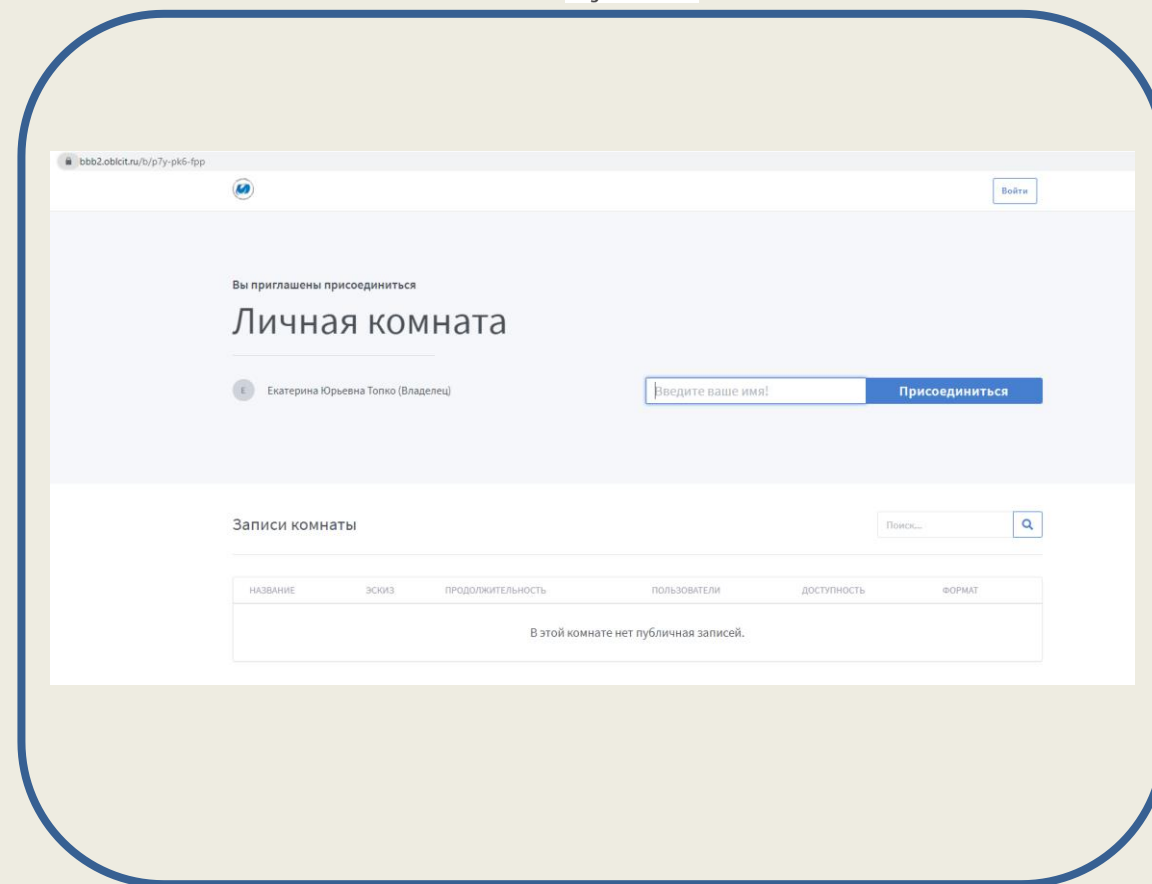 bbb2.oblcit.ru/b/p7y-pk6-fpp
Войти
Вы приглашены присоединиться
Личная комната
E Екатерина Юрьевна Топко (Владелец)
Введите ваше имя! Присоединиться
Записи комнаты
Поиск...
НАЗВАНИЕ ЭСКИЗ ПРОДОЛЖИТЕЛЬНОСТЬ ПОЛЬЗОВАТЕЛИ ДОСТУПНОСТЬ ФОРМАТ
В этой комнате нет публичная записей.